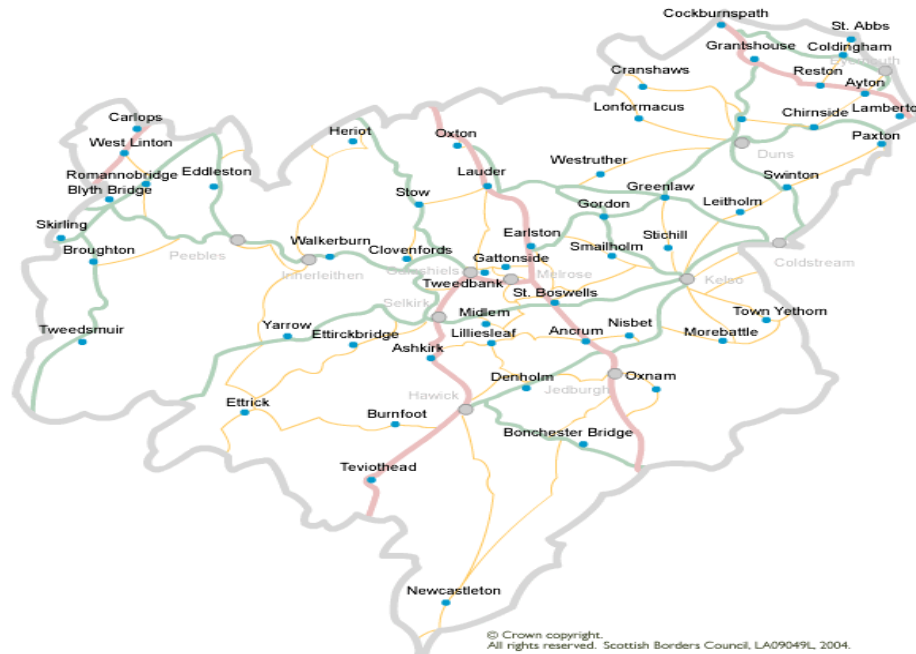 Cockburnspath
St. Abbs
Grantshouse
Coldingham
Eyemouth
Cranshaws
Reston
Ayton
Lonformacus
Chirnside
Lamberto
Carlops
Heriot
Oxton
Paxton
West Linton
Duns
Romannobridge
Eddleston
Westruther
Swinton
Blyth Bridge
Stow
Lauder
Greenlaw
Leitholm
Gordon
Skirling
Earlston
Stichill
Broughton
Walkerburn
Clovenfords
Smailholm
Peebles
Gattonside
Coldstream
Innerleithen
Galashiels
Melrose
Kelso
Tweedbank
Selkirk
St. Boswells
Midlem
Town Yethorn
Tweedsmuir
Yarrow
Ettirckbridge
Lilliesleaf
Ancrum
Nisbet
Morebattle
Ashkirk
Denholm
Oxnam
Jedburgh
Hawick
Ettrick
Burnfoot
Bonchester Bridge
Teviothead
Newcastleton
© Crown copyright.
All rights reserved. Scottish Borders Council, LA09049L, 2004.